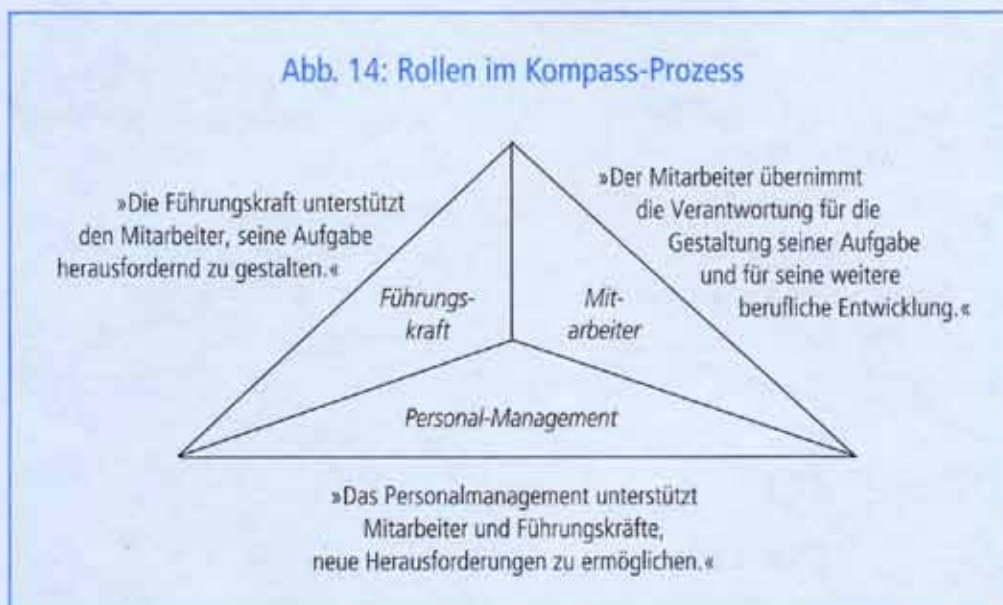 Abb. 14: Rollen im Kompass-Prozess
»Die Führungskraft unterstützt
den Mitarbeiter, seine Aufgabe
herausfordernd zu gestalten.«
»Der Mitarbeiter übernimmt
die Verantwortung für die
Gestaltung seiner Aufgabe
und für seine weitere
berufliche Entwicklung.«
Führungs-
kraft
Mit-
arbeiter
Personal-Management
»Das Personalmanagement unterstützt
Mitarbeiter und Führungskräfte,
neue Herausforderungen zu ermöglichen.«